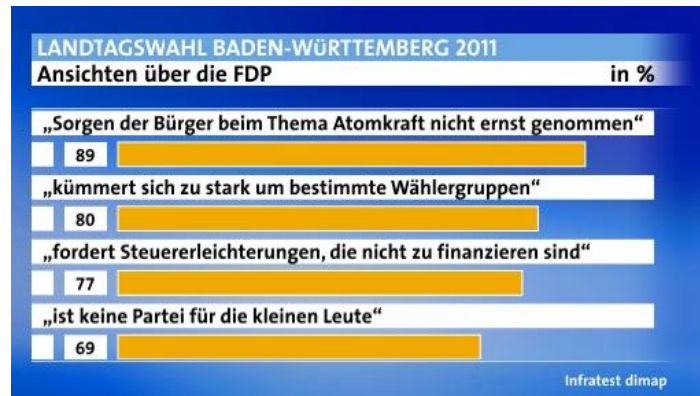 LANDTAGSWAHL BADEN-WÜRTTEMBERG 2011
Ansichten über die FDP in %
„Sorgen der Bürger beim Thema Atomkraft nicht ernst genommen“
89
„kümmert sich zu stark um bestimmte Wählergruppen“
80
„fordert Steuererleichterungen, die nicht zu finanzieren sind“
77
„ist keine Partei für die kleinen Leute“
69
Infratest dimap